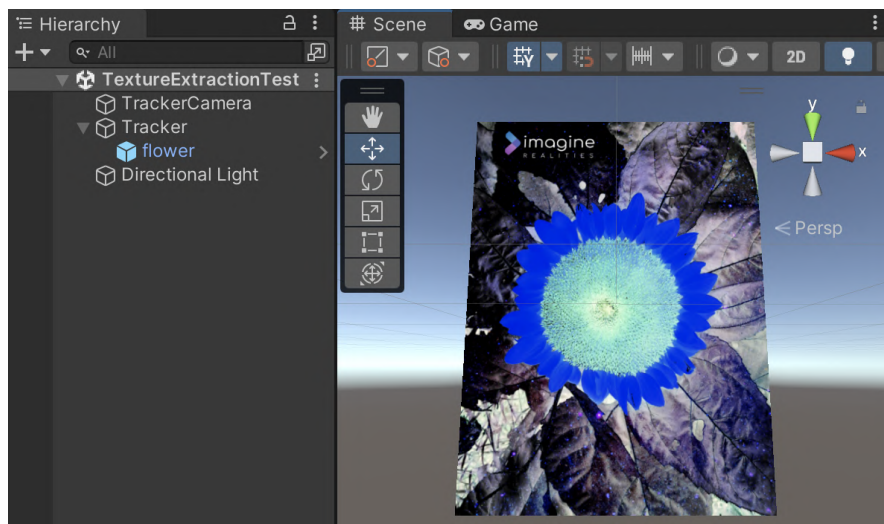 Hierarchy
All
TextureExtractionTest
TrackerCamera
Tracker
flower
Directional Light
Scene
Game
Y
2D
imagine
REALITIES
y
x
Persp